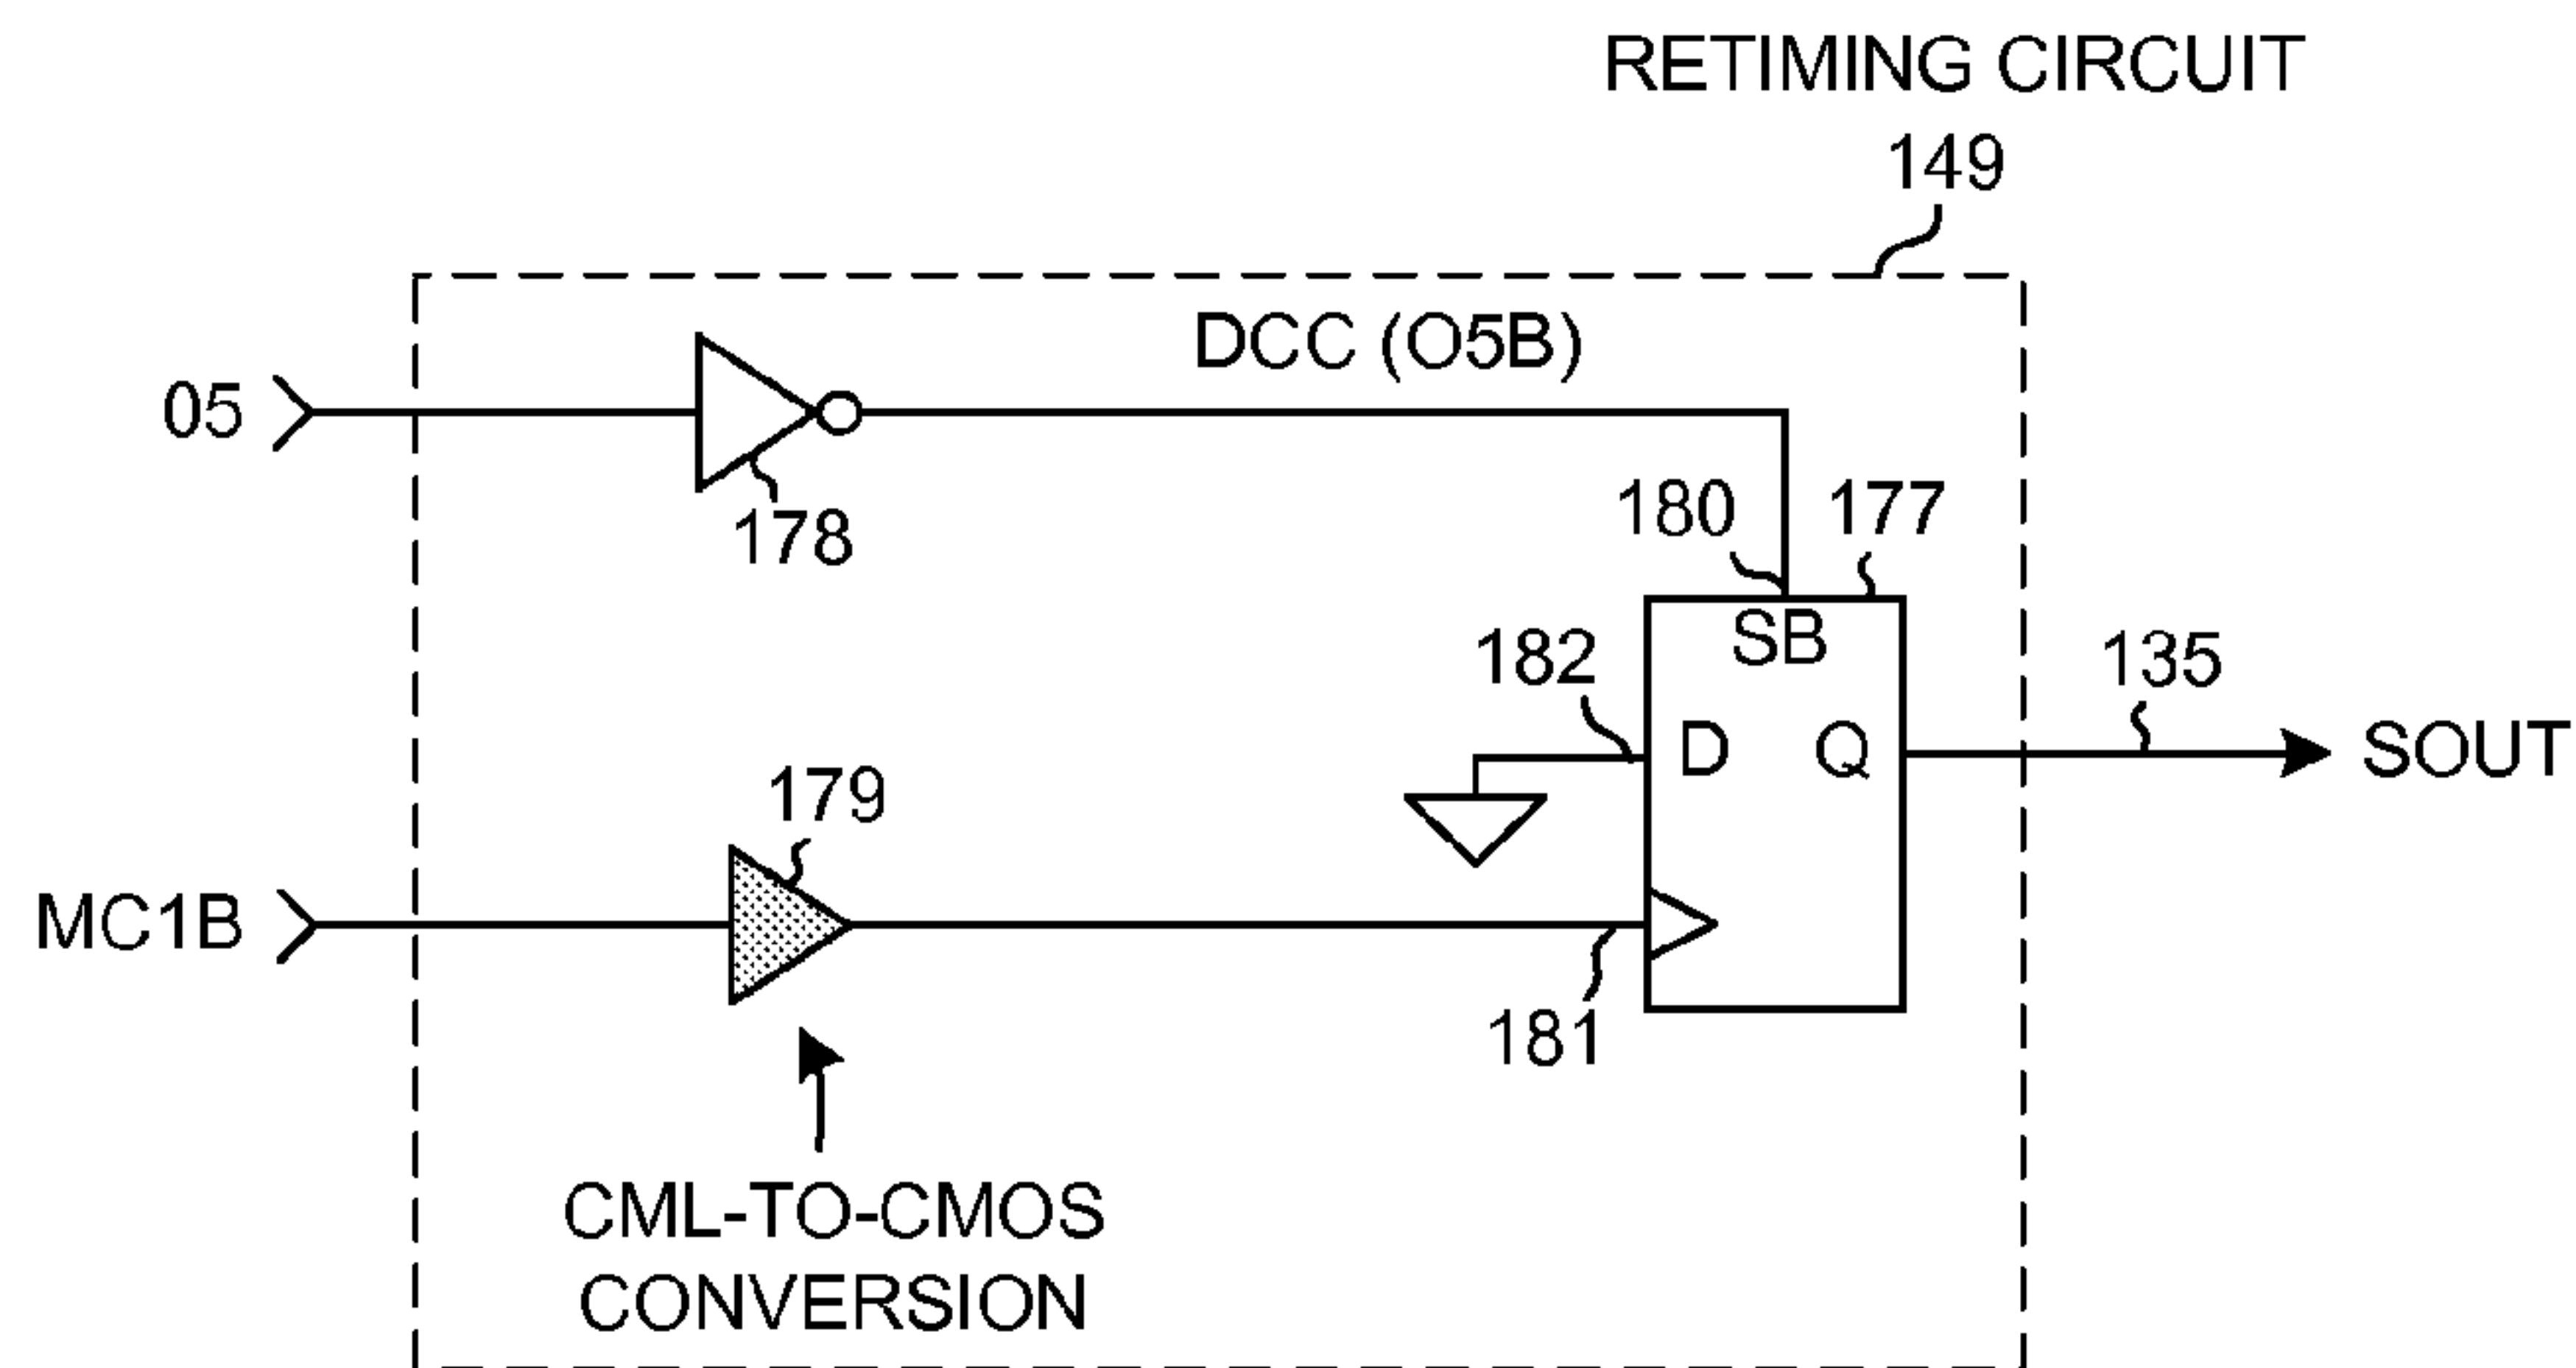 RETIMING CIRCUIT
149
DCC (O5B)
05
178
180
177
SB
182
135
D
Q
SOUT
179
MC1B
181
CML-TO-CMOS
CONVERSION